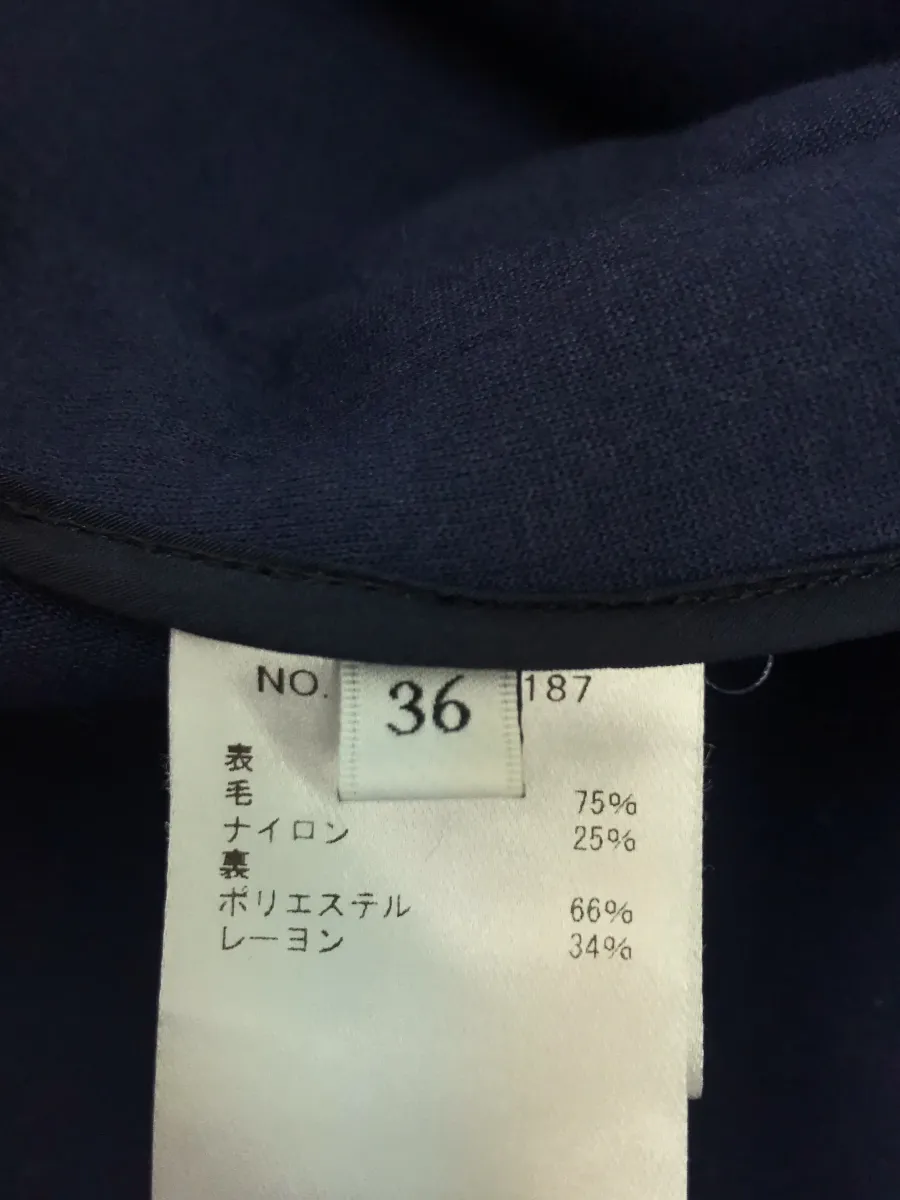 NO. 187
36
表
毛 75%
ナイロン 25%
裏
ポリエステル 66%
レーヨン 34%